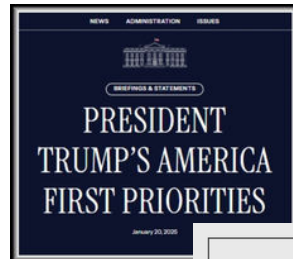 NEWS ADMINISTRATION ISSUES
BRIEFINGS & STATEMENTS
PRESIDENT
TRUMP'S AMERICA
FIRST PRIORITIES
January 20, 2025